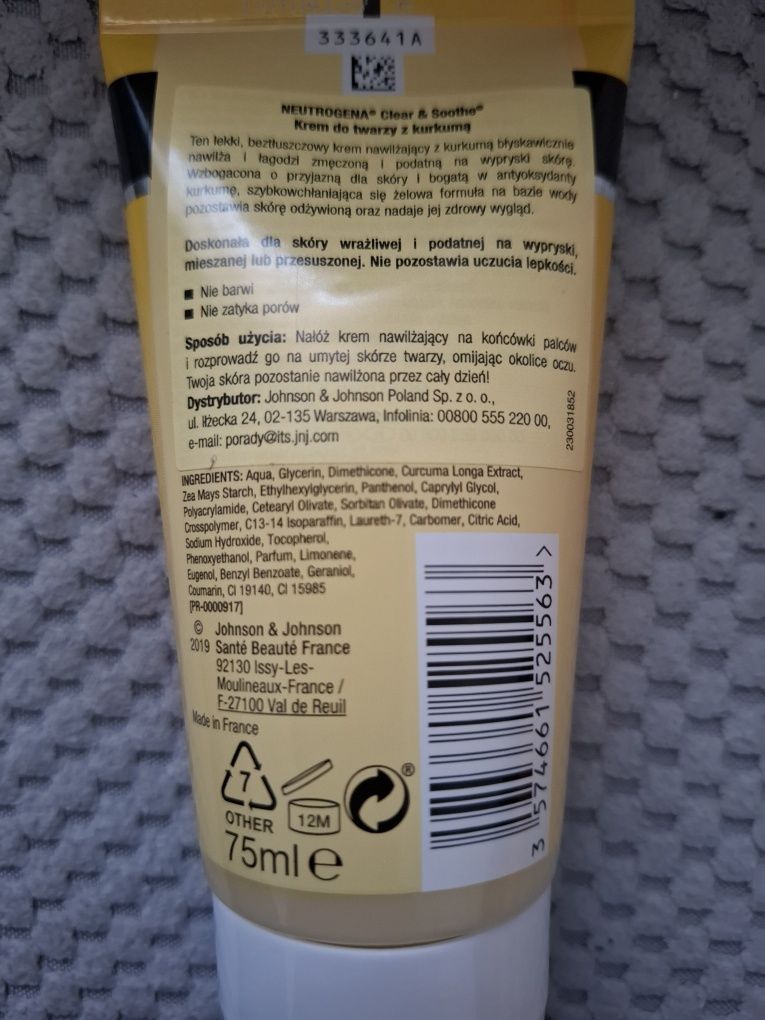 333641A
NEUTROGENA® Clear & Soothe®
Krem do twarzy z kurkumą
Ten lekki, beztłuszczowy krem nawilżający z kurkumą błyskawicznie
nawilża i łagodzi zmęczoną i podatną na wypryski skórę.
Wzbogacona o przyjazną dla skóry i bogatą w antyoksydanty
kurkumę, szybkowchłaniająca się żelowa formuła na bazie wody
pozostawia skórę odżywioną oraz nadaje jej zdrowy wygląd.
Doskonała dla skóry wrażliwej i podatnej na wypryski,
mieszanej lub przesuszonej. Nie pozostawia uczucia lepkości.
Nie barwi
Nie zatyka porów
Sposób użycia: Nałóż krem nawilżający na końcówki palców
i rozprowadź go na umytej skórze twarzy, omijając okolice oczu.
Twoja skóra pozostanie nawilżona przez cały dzień!
Dystrybutor: Johnson & Johnson Poland Sp. z o. o.,
ul. Iłżecka 24, 02-135 Warszawa, Infolinia: 00800 555 220 00,
e-mail: porady@its.jnj.com
230031852
INGREDIENTS: Aqua, Glycerin, Dimethicone, Curcuma Longa Extract,
Zea Mays Starch, Ethylhexylglycerin, Panthenol, Caprylyl Glycol,
Polyacrylamide, Cetearyl Olivate, Sorbitan Olivate, Dimethicone
Crosspolymer, C13-14 Isoparaffin, Laureth-7, Carbomer, Citric Acid,
Sodium Hydroxide, Tocopherol,
Phenoxyethanol, Parfum, Limonene,
Eugenol, Benzyl Benzoate, Geraniol,
Coumarin, CI 19140, CI 15985
[PR-0000917]
© Johnson & Johnson
2019 Santé Beauté France
92130 Issy-Les-
Moulineaux-France /
F-27100 Val de Reuil
Made in France
7
OTHER
12M
®
75ml e
3 574661 525563 >